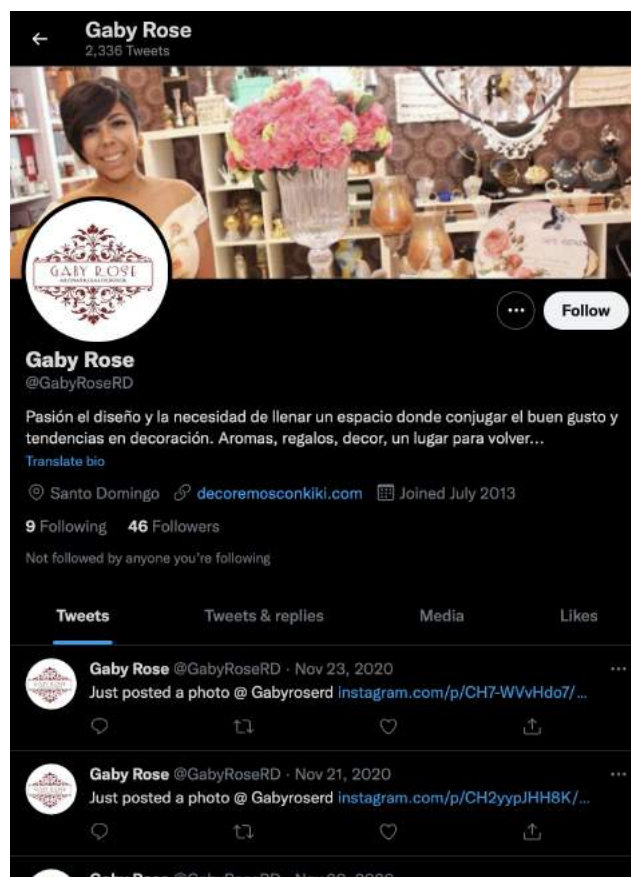 Gaby Rose
2,336 Tweets
GABY ROSE
Follow
Gaby Rose
@GabyRoseRD
Pasión el diseño y la necesidad de llenar un espacio donde conjugar el buen gusto y
tendencias en decoración. Aromas, regalos, decor, un lugar para volver...
Translate bio
Santo Domingo decoremosconkiki.com Joined July 2013
9 Following 46 Followers
Not followed by anyone you're following
Tweets Tweets & replies Media Likes
Gaby Rose @GabyRoseRD · Nov 23, 2020
Just posted a photo @ Gabyroserd instagram.com/p/CH7-WVvHdo7/...
Gaby Rose @GabyRoseRD · Nov 21, 2020
Just posted a photo @ Gabyroserd instagram.com/p/CH2yypJHH8K/...